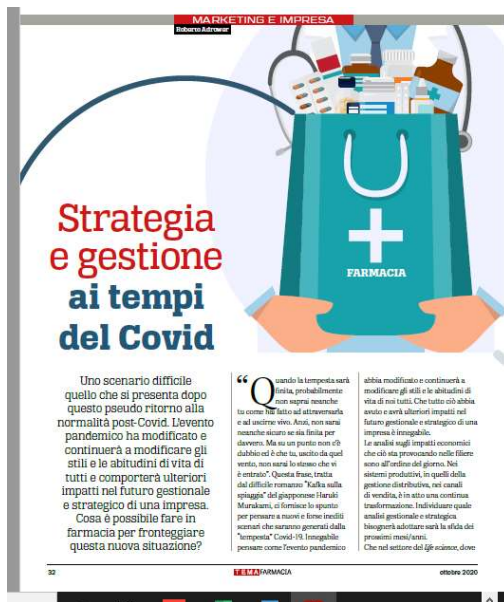 MARKETING E IMPRESA
Roberto Adrower
FARMACIA
Strategia
e gestione
ai tempi
del Covid
Uno scenario difficile
quello che si presenta dopo
questo pseudo ritorno alla
normalità post-Covid. L'evento
pandemico ha modificato e
continuerà a modificare gli
stili e le abitudini di vita di
tutti e comporterà ulteriori
impatti nel futuro gestionale
e strategico di una impresa.
Cosa è possibile fare in
farmacia per fronteggiare
questa nuova situazione?
“Quando la tempesta sarà
finita, probabilmente
non saprai neanche
tu come hai fatto ad attraversarla
e ad uscirne vivo. Anzi, non sarai
neanche sicuro se sia finita per
davvero. Ma su un punto non c'è
dubbio ed è che tu, uscito da quel
vento, non sarai lo stesso che vi
è entrato”. Questa frase, tratta
dal difficile romanzo “Kafka sulla
spiaggia” del giapponese Haruki
Murakami, ci fornisce lo spunto
per pensare a nuovi e forse inediti
scenari che saranno generati dalla
“tempesta” Covid-19. Innegabile
pensare come l'evento pandemico
abbia modificato e continuerà a
modificare gli stili e le abitudini di
vita di noi tutti. Che tutto ciò abbia
avuto e avrà ulteriori impatti nel
futuro gestionale e strategico di una
impresa è innegabile.
Le analisi sugli impatti economici
che ciò sta provocando nelle filiere
sono all'ordine del giorno. Nei
sistemi produttivi, in quelli della
gestione distributiva, nei canali
di vendita, è in atto una continua
trasformazione. Individuare quale
analisi gestionale e strategica
bisognerà adottare sarà la sfida dei
prossimi mesi/anni.
Che nel settore del life science, dove
32
TEMAFARMACIA
ottobre 2020